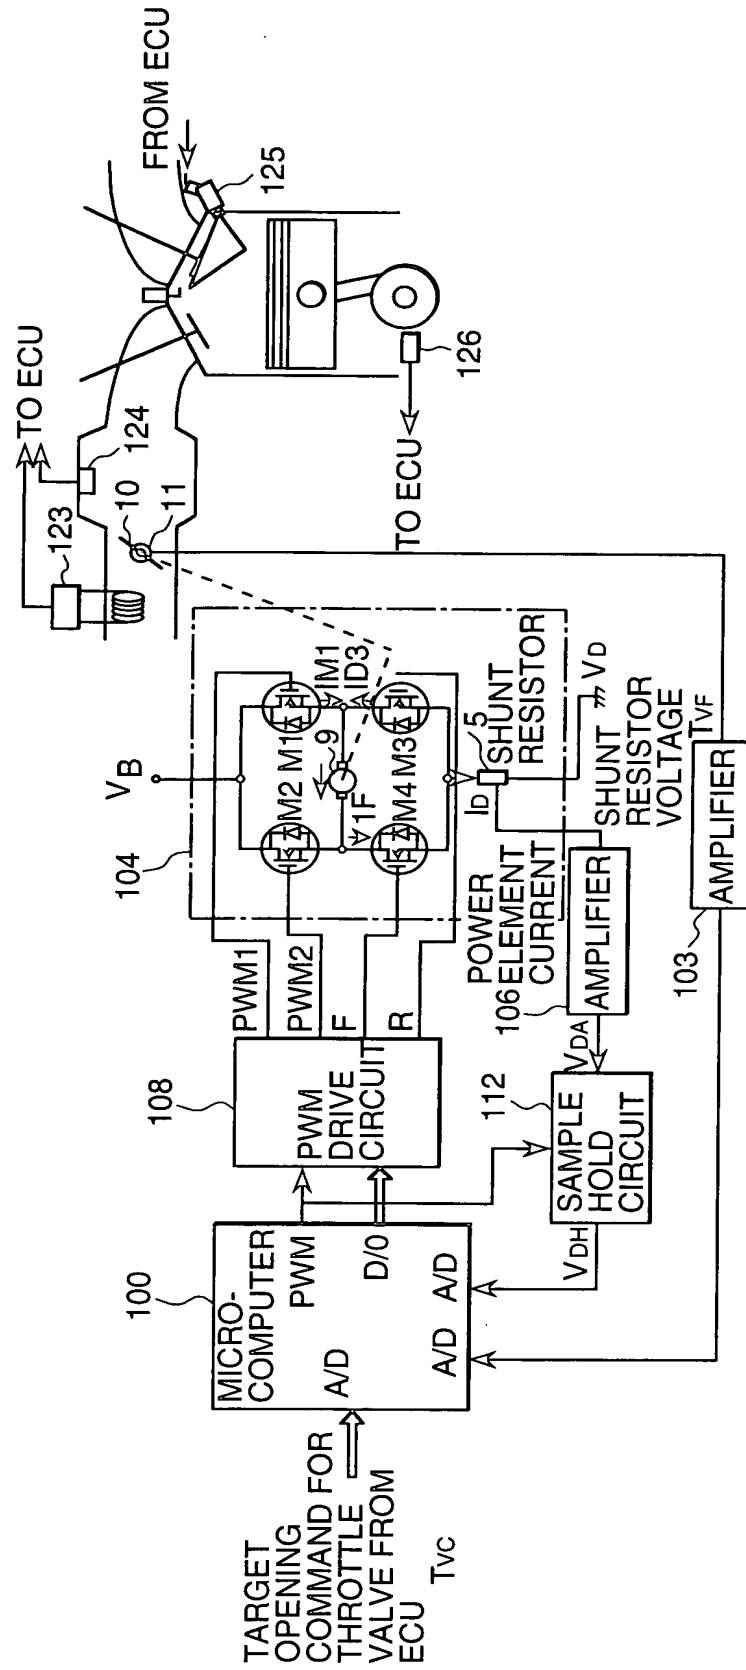 TARGET
OPENING
COMMAND FOR
THROTTLE
VALVE FROM
ECU
TVC
100
MICRO-
COMPUTER
PWM
A/D
D/0
A/D
A/D
108
PWM
DRIVE
CIRCUIT
PWM1
PWM2
F
R
112
SAMPLE
HOLD
CIRCUIT
VDH
VDA
106
AMPLIFIER
POWER
ELEMENT
CURRENT
ID
104
VB
M2
M1
IM1
ID3
9
1F
M4
M3
5
SHUNT
RESISTOR
VD
SHUNT
RESISTOR
VOLTAGE
TVF
103
AMPLIFIER
123
TO ECU
124
10
11
TO ECU
126
FROM ECU
125